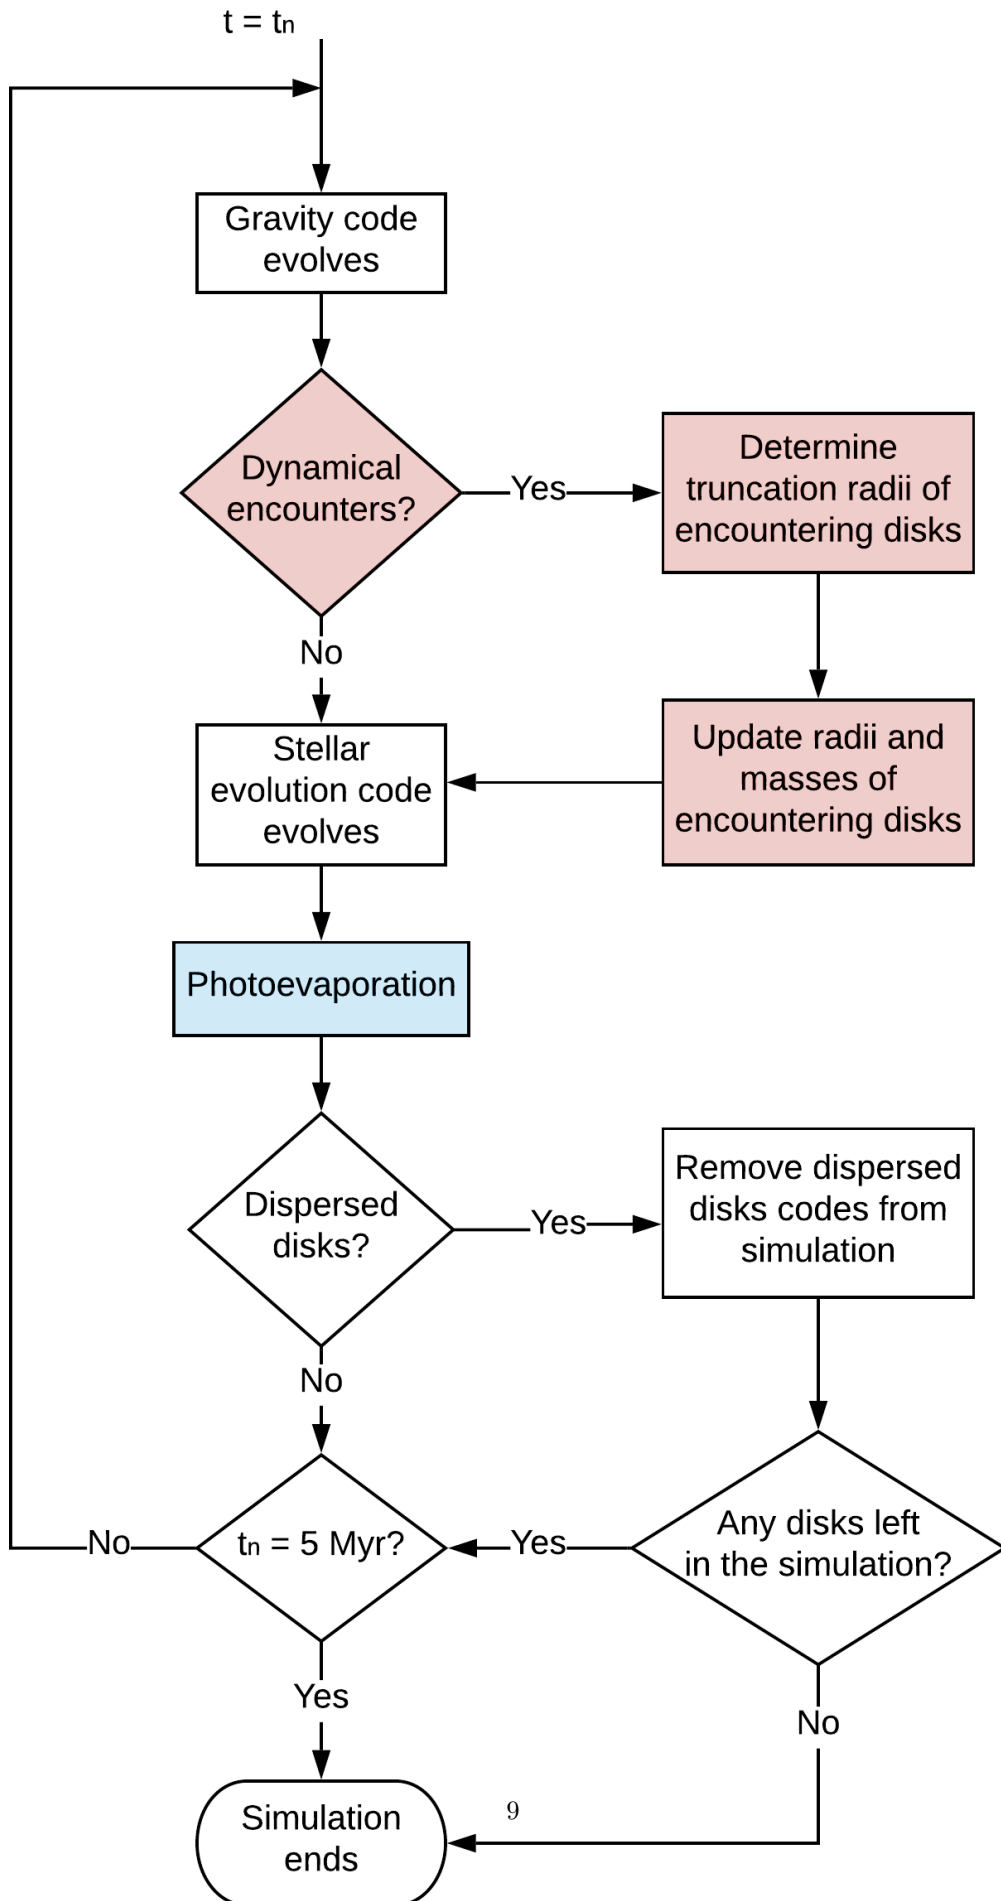 t = tn
Gravity code
evolves
Dynamical
encounters?
Yes
Determine
truncation radii of
encountering disks
No
Stellar
evolution code
evolves
Update radii and
masses of
encountering disks
Photoevaporation
Dispersed
disks?
Yes
Remove dispersed
disks codes from
simulation
No
No
tn = 5 Myr?
Yes
Any disks left
in the simulation?
Yes
No
Simulation
ends
9